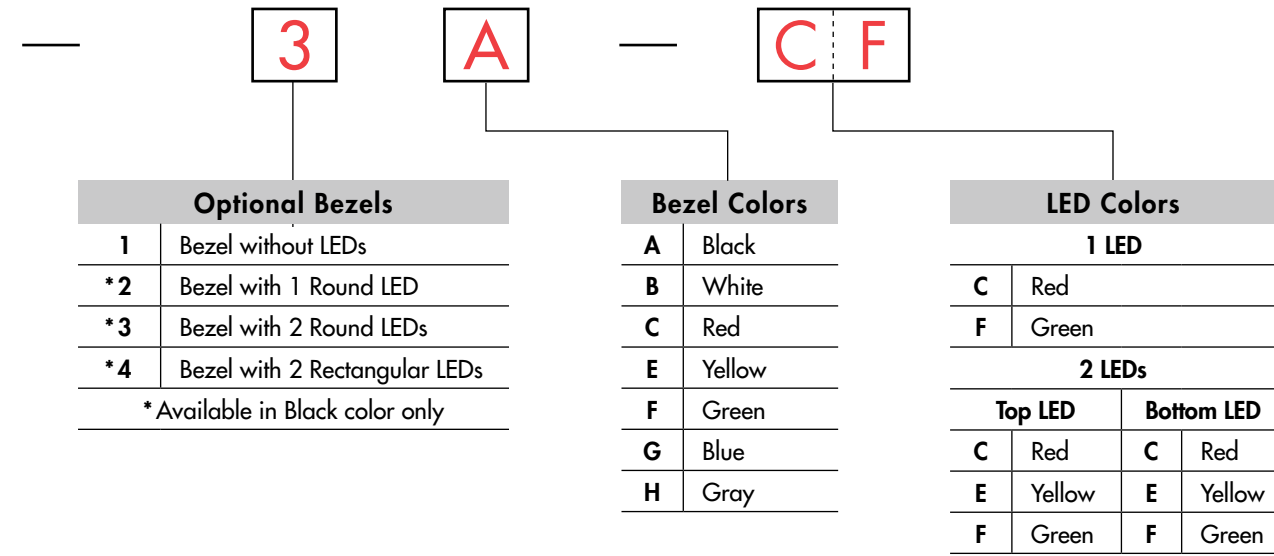 — 3 A — C F
Optional Bezels
1 Bezel without LEDs
*2 Bezel with 1 Round LED
*3 Bezel with 2 Round LEDs
*4 Bezel with 2 Rectangular LEDs
*Available in Black color only
Bezel Colors
A Black
B White
C Red
E Yellow
F Green
G Blue
H Gray
LED Colors
1 LED
C Red
F Green
2 LEDs
Top LED Bottom LED
C Red C Red
E Yellow E Yellow
F Green F Green